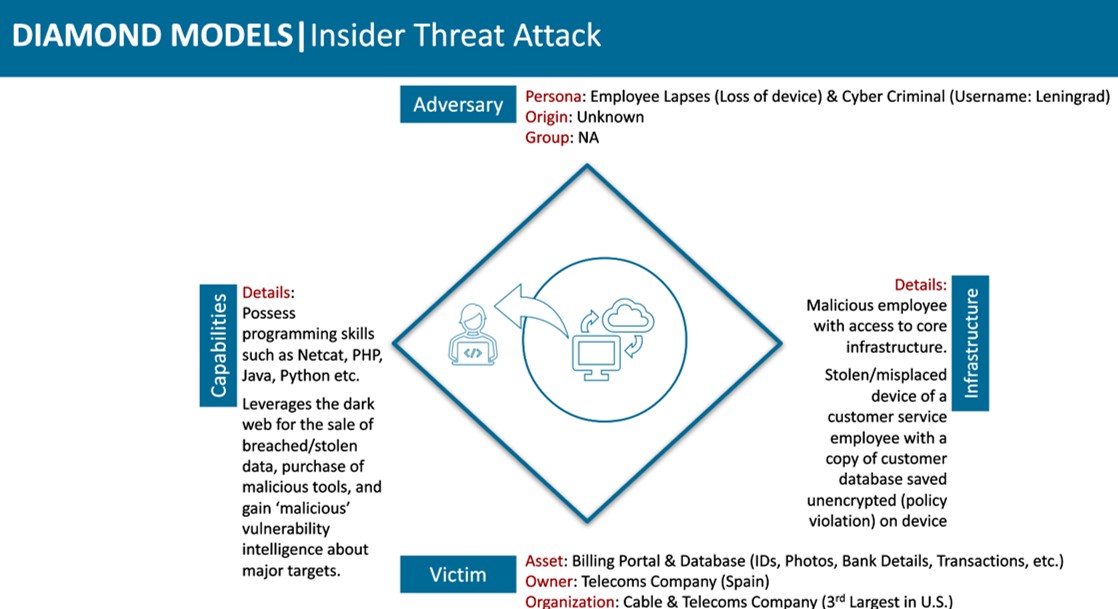 DIAMOND MODELS|Insider Threat Attack
Adversary
Persona: Employee Lapses (Loss of device) & Cyber Criminal (Username: Leningrad)
Origin: Unknown
Group: NA
Capabilities
Details:
Possess
programming skills
such as Netcat, PHP,
Java, Python etc.
Leverages the dark
web for the sale of
breached/stolen
data, purchase of
malicious tools, and
gain ‘malicious’
vulnerability
intelligence about
major targets.
</>
Details:
Malicious employee
with access to core
infrastructure.
Stolen/misplaced
device of a
customer service
employee with a
copy of customer
database saved
unencrypted (policy
violation) on device
Infrastructure
Victim
Asset: Billing Portal & Database (IDs, Photos, Bank Details, Transactions, etc.)
Owner: Telecoms Company (Spain)
Organization: Cable & Telecoms Company (3rd Largest in U.S.)